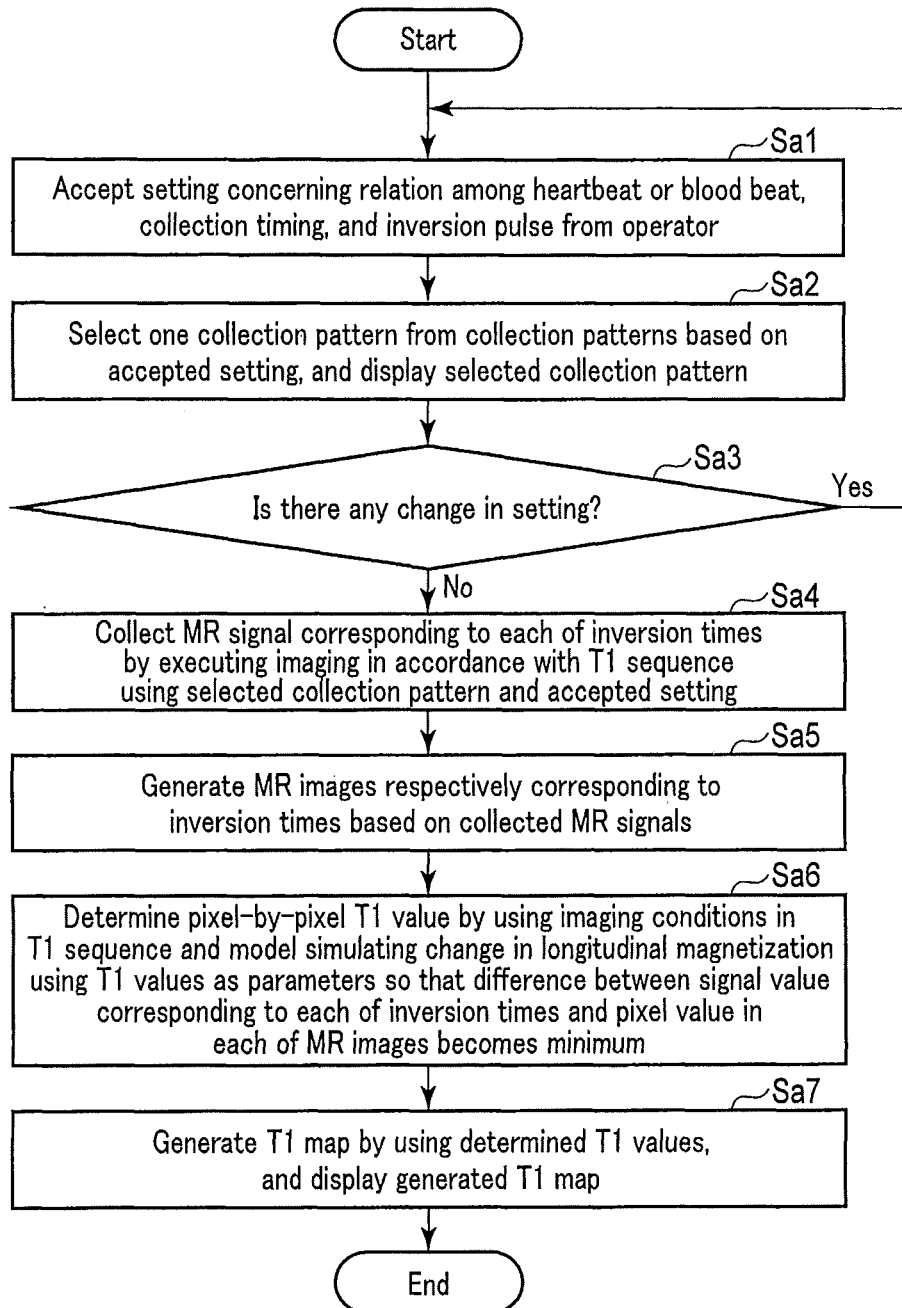 Start
Sa1
Accept setting concerning relation among heartbeat or blood beat,
collection timing, and inversion pulse from operator
Sa2
Select one collection pattern from collection patterns based on
accepted setting, and display selected collection pattern
Sa3
Is there any change in setting?
Yes
No
Sa4
Collect MR signal corresponding to each of inversion times
by executing imaging in accordance with T1 sequence
using selected collection pattern and accepted setting
Sa5
Generate MR images respectively corresponding to
inversion times based on collected MR signals
Sa6
Determine pixel-by-pixel T1 value by using imaging conditions in
T1 sequence and model simulating change in longitudinal magnetization
using T1 values as parameters so that difference between signal value
corresponding to each of inversion times and pixel value in
each of MR images becomes minimum
Sa7
Generate T1 map by using determined T1 values,
and display generated T1 map
End